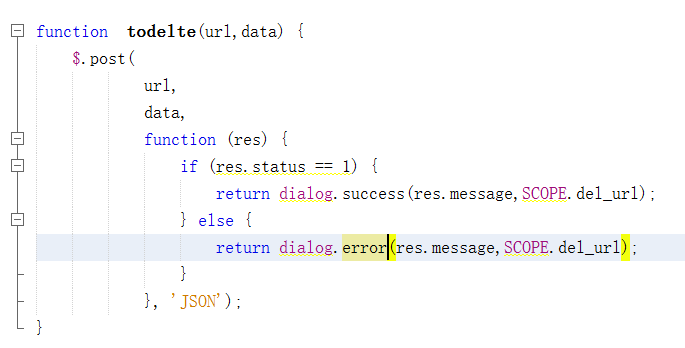 function  todelte(url,data) {
    $.post(
            url,
            data,
            function (res) {
                if (res.status == 1) {
                    return dialog.success(res.message,SCOPE.del_url);
                } else {
                    return dialog.error(res.message,SCOPE.del_url);
                }
            }, 'JSON');
}